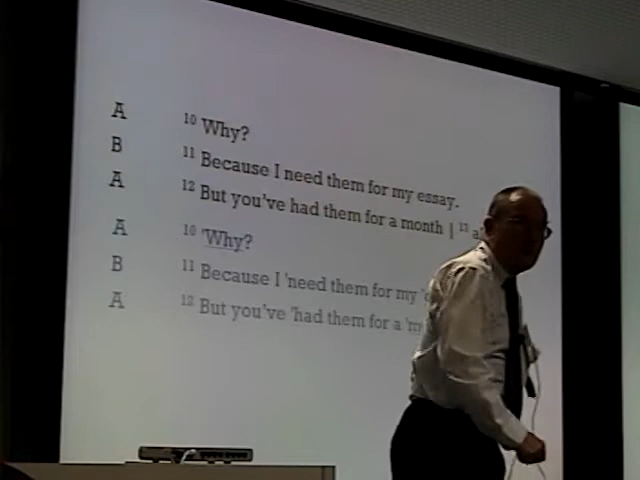 A 10 Why?
B 11 Because I need them for my essay.
A 12 But you've had them for a month | 13
A 10 'Why?
B 11 Because I 'need them for my
A 12 But you've 'had them for a